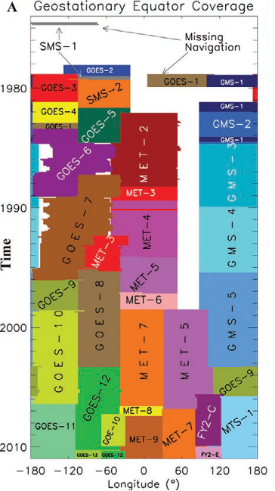 A Geostationary Equator Coverage
SMS-1
Missing
Navigation
GOES-2
GOES-3
SMS-2
GOES-1
GMS-1
1980
GOES-4
GOES-1
GOES-5
GMS-1
GMS-2
GMS-1
GOES-6
MET-2
GMS-3
GOES-7
MET-3
1990
MET-4
GMS-4
MET-3
MET-5
GOES-9
GOES-8
MET-6
GMS-5
2000
GOES-10
MET-7
MET-5
GOES-12
GOES-9
GOE-10
MET-8
FY2-C
MTS-1
GOES-11
MET-9
MET-7
2010
GOES-13
GOES-12
FY2-E
Time
-180 -120 -60 0 60 120 180
Longitude (°)